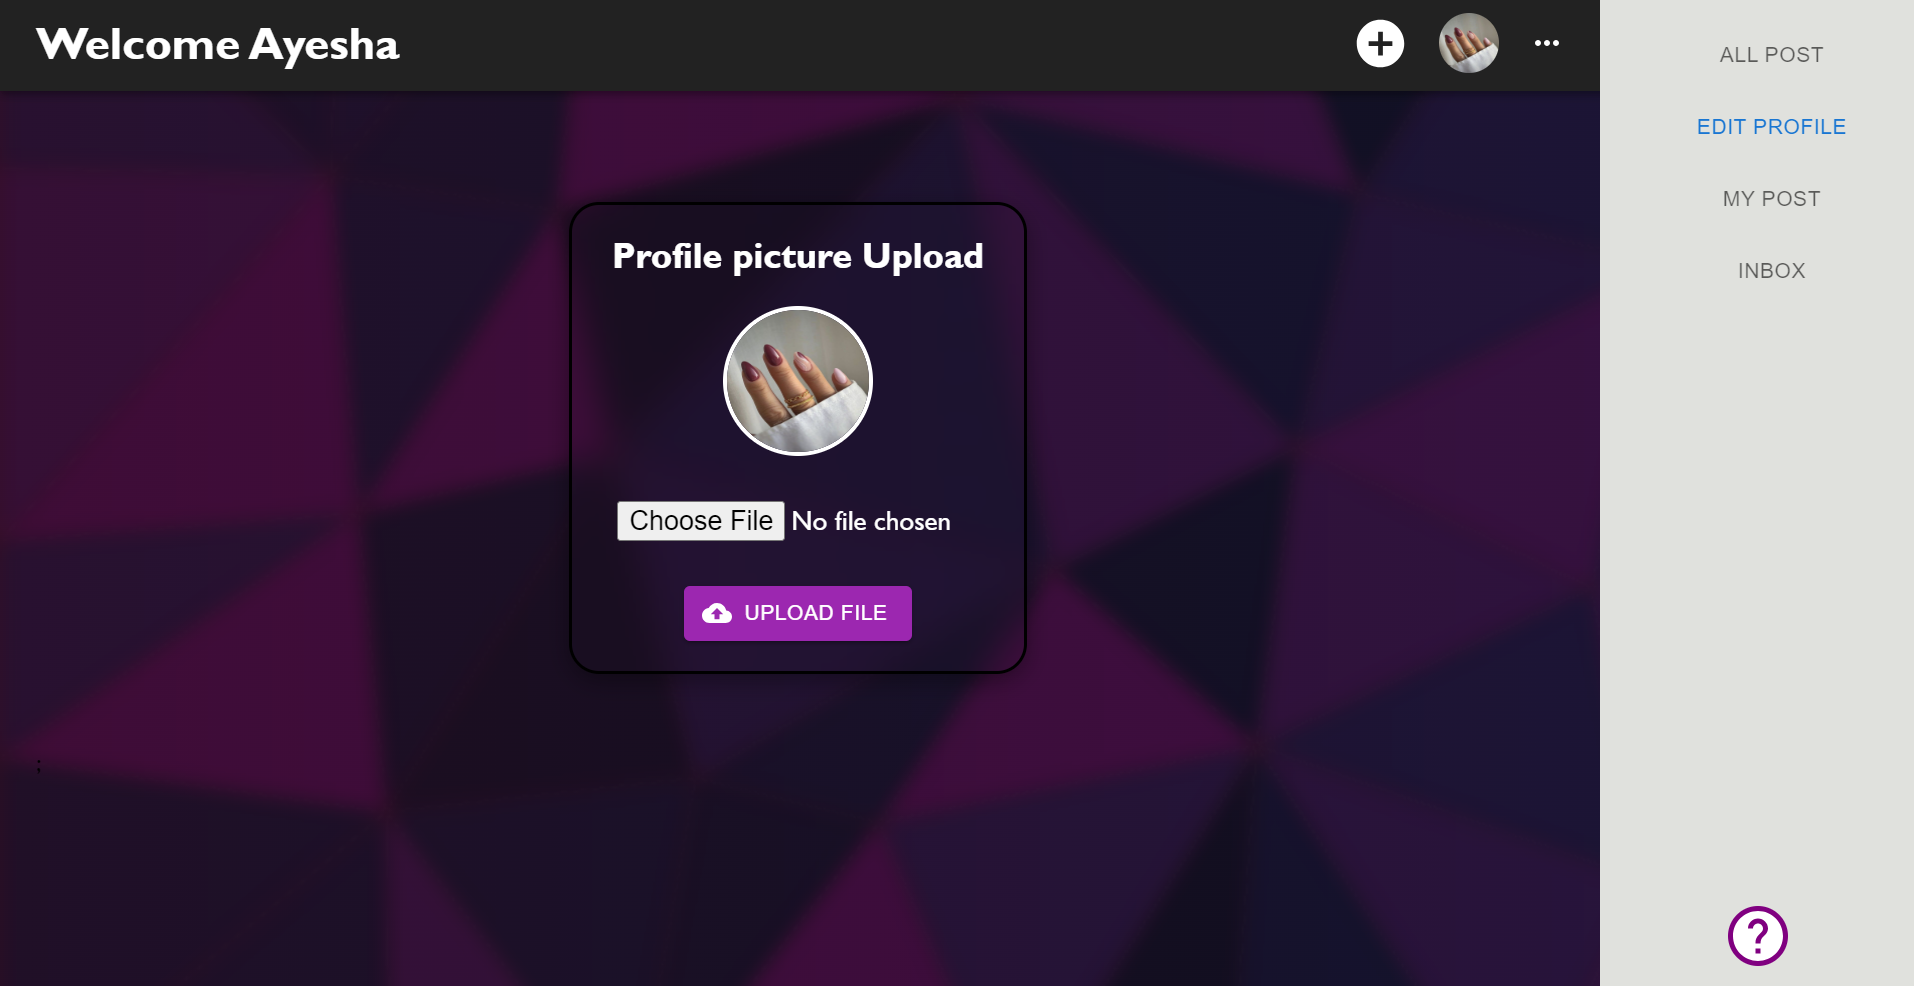 Welcome Ayesha
ALL POST
EDIT PROFILE
MY POST
INBOX
Profile picture Upload
Choose File No file chosen
UPLOAD FILE
;
?